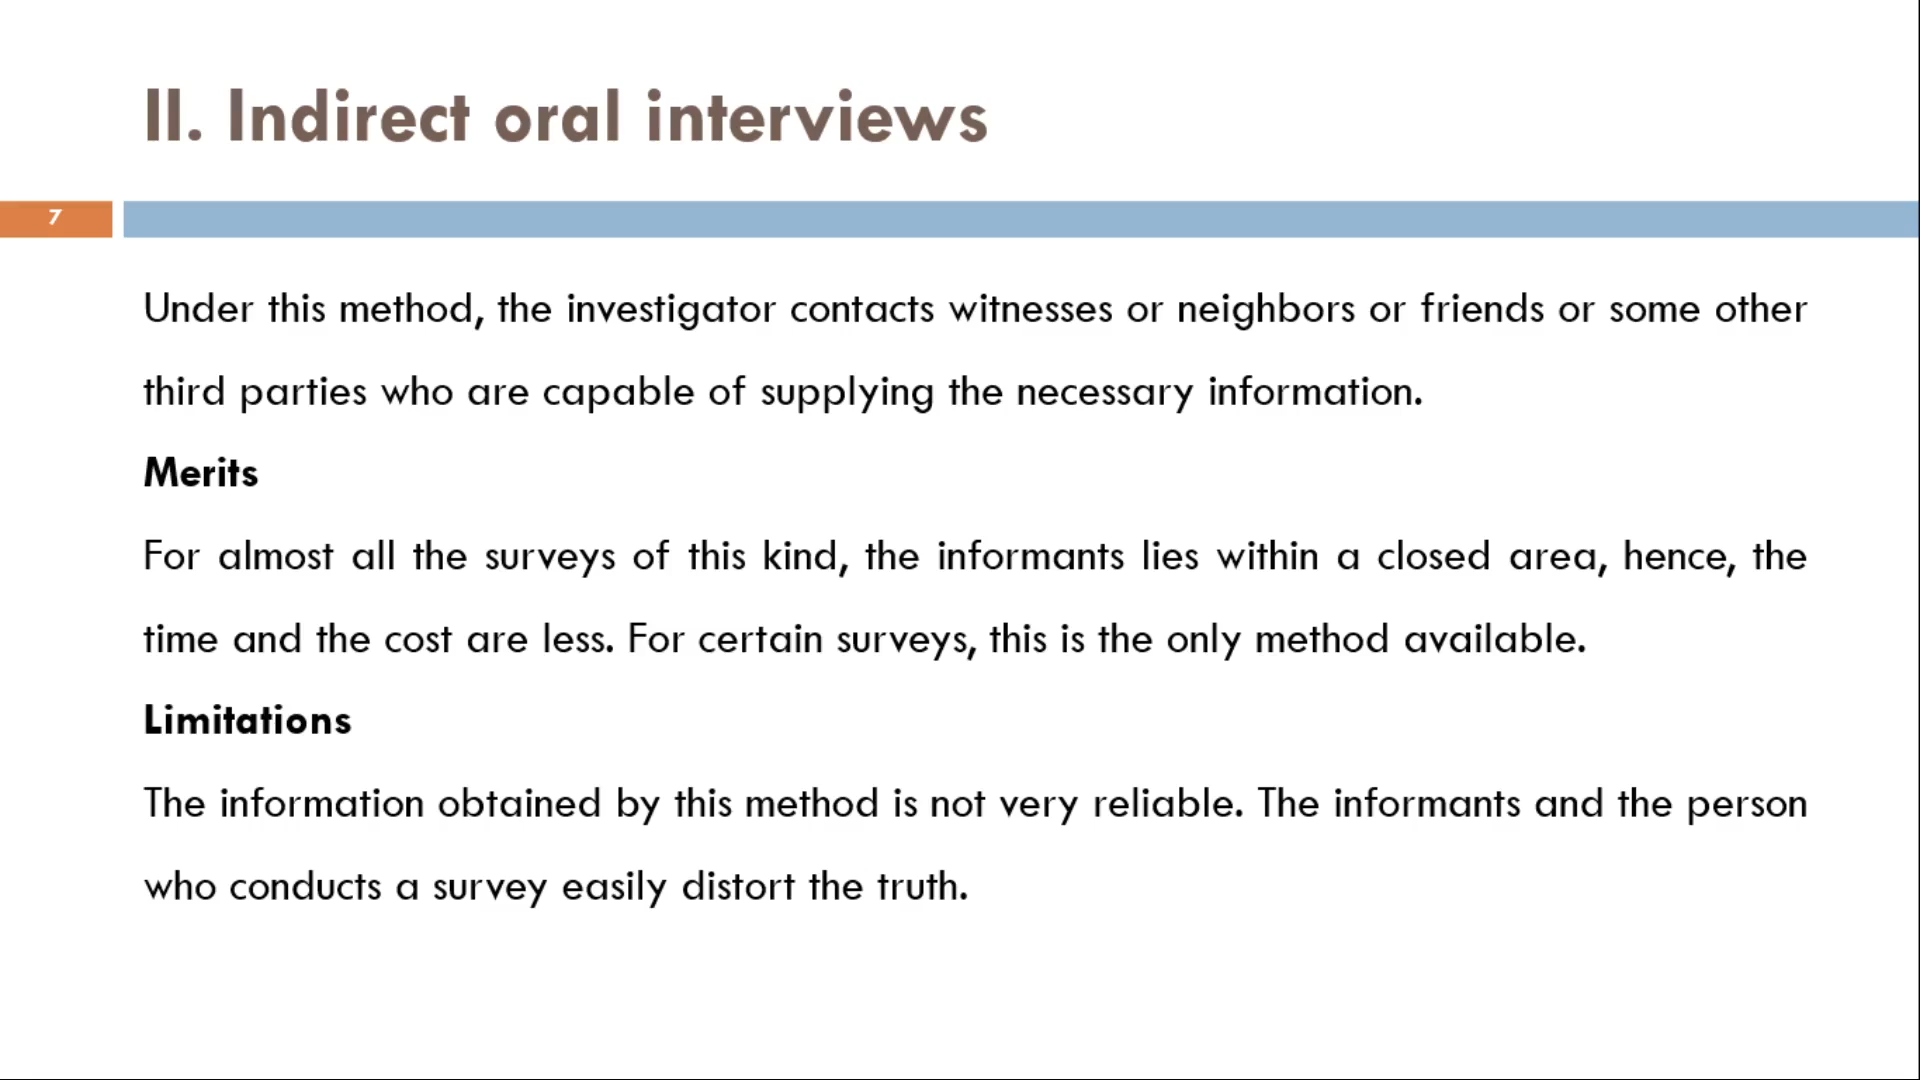 II. Indirect oral interviews
7
Under this method, the investigator contacts witnesses or neighbors or friends or some other
third parties who are capable of supplying the necessary information.
Merits
For almost all the surveys of this kind, the informants lies within a closed area, hence, the
time and the cost are less. For certain surveys, this is the only method available.
Limitations
The information obtained by this method is not very reliable. The informants and the person
who conducts a survey easily distort the truth.